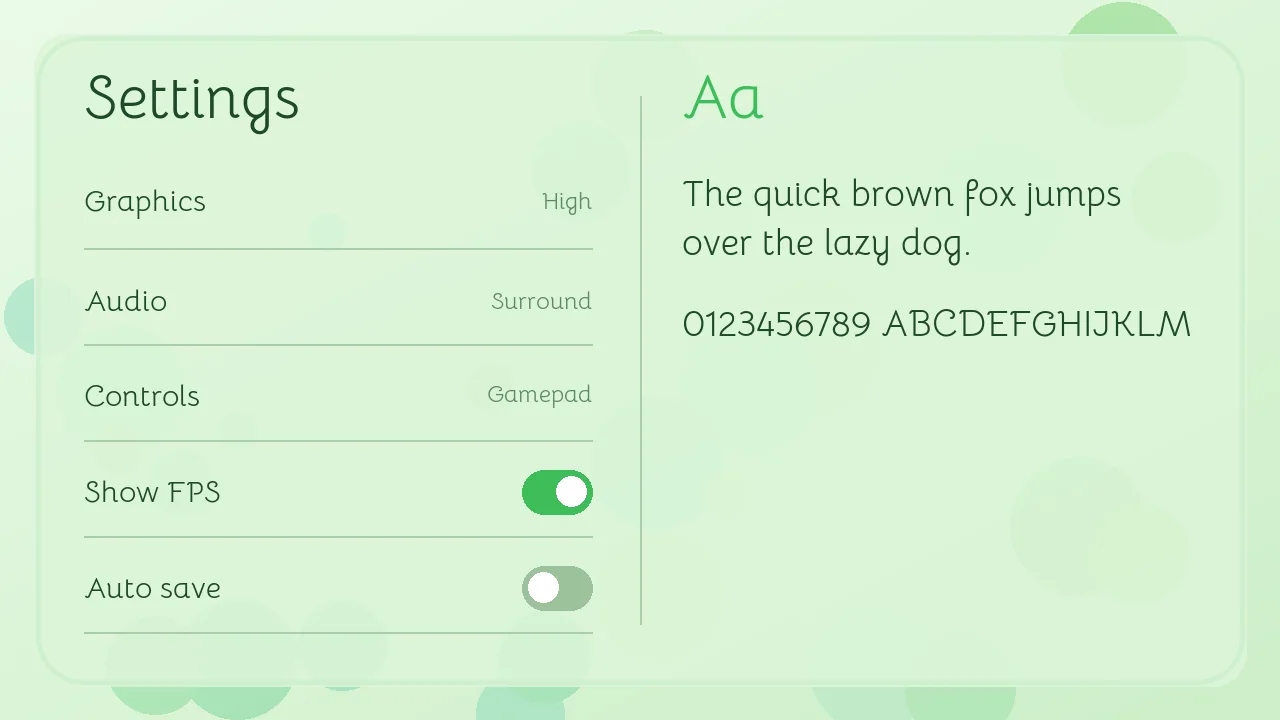 Settings
Graphics High
Audio Surround
Controls Gamepad
Show FPS
Auto save
Aa
The quick brown fox jumps
over the lazy dog.
0123456789 ABCDEFGHIJKLM